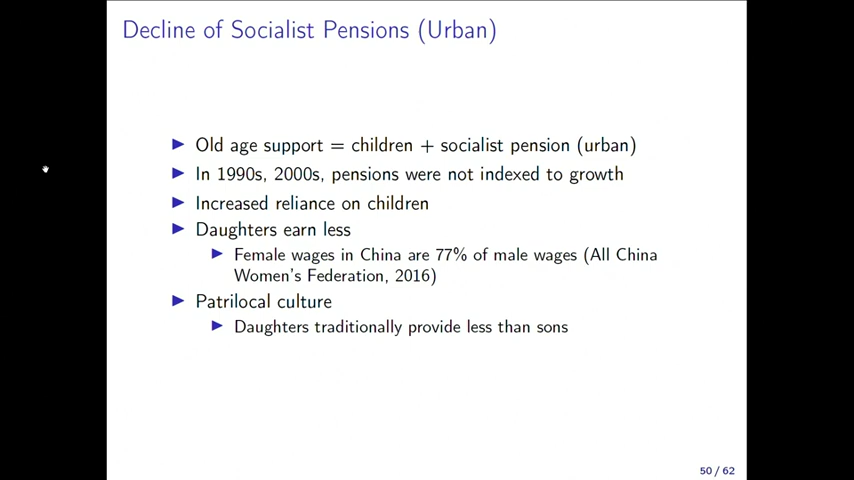 Decline of Socialist Pensions (Urban)
Old age support = children + socialist pension (urban)
In 1990s, 2000s, pensions were not indexed to growth
Increased reliance on children
Daughters earn less
Female wages in China are 77% of male wages (All China
Women's Federation, 2016)
Patrilocal culture
Daughters traditionally provide less than sons
50 / 62